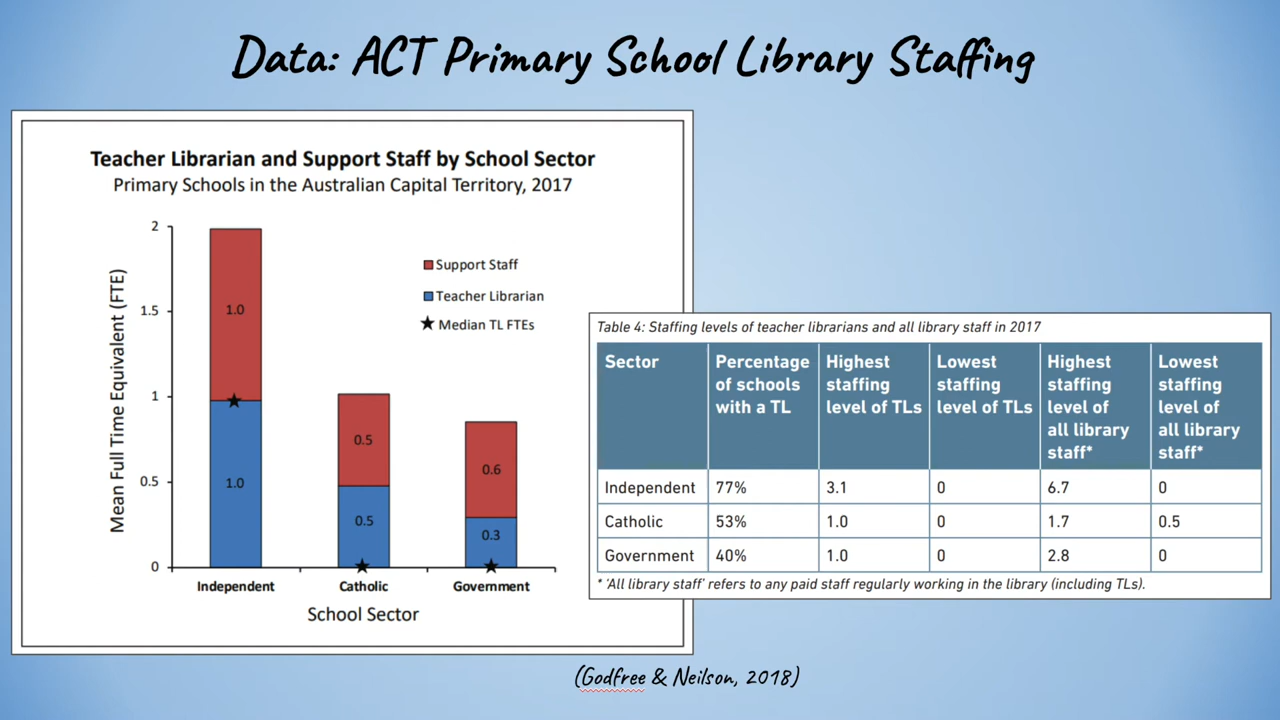 Data: ACT Primary School Library Staffing
Teacher Librarian and Support Staff by School Sector
Primary Schools in the Australian Capital Territory, 2017
Mean Full Time Equivalent (FTE)
2
1.5
1
0.5
0
1.0
1.0
0.5
0.5
0.6
0.3
Support Staff
Teacher Librarian
Median TL FTEs
Independent Catholic Government
School Sector
Table 4: Staffing levels of teacher librarians and all library staff in 2017
Sector
Percentage
of schools
with a TL
Highest
staffing
level of TLs
Lowest
staffing
level of TLs
Highest
staffing
level of
all library
staff*
Lowest
staffing
level of
all library
staff*
Independent 77% 3.1 0 6.7 0
Catholic 53% 1.0 0 1.7 0.5
Government 40% 1.0 0 2.8 0
* 'All library staff' refers to any paid staff regularly working in the library (including TLs).
(Godfree & Neilson, 2018)